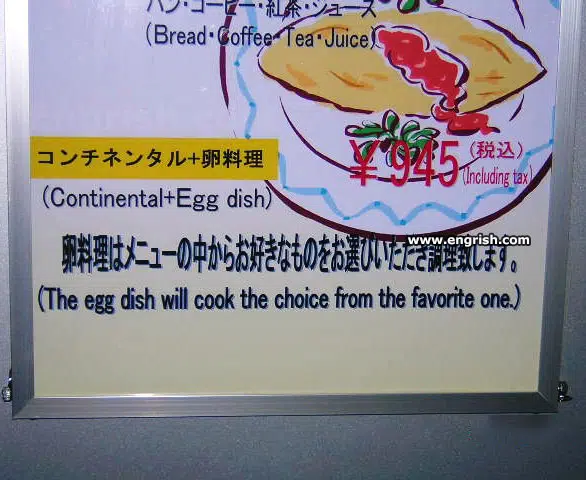 パン・コーヒー・紅茶・ジュース
(Bread・Coffee・Tea・Juice)
コンチネンタル+卵料理
(Continental+Egg dish)
¥ 945 (税込)
(Including tax)
www.engrish.com
卵料理はメニューの中からお好きなものをお選びいただき調理致します。
(The egg dish will cook the choice from the favorite one.)